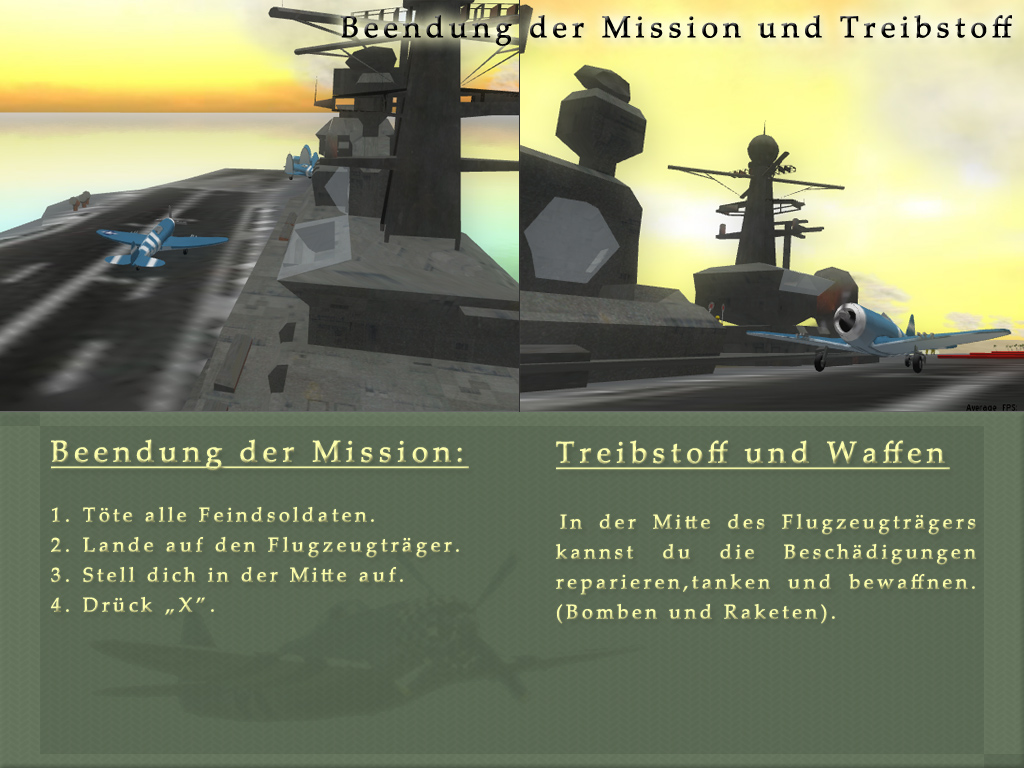 Beendung der Mission und Treibstoff
Average FPS:
Beendung der Mission:
1. Töte alle Feindsoldaten.
2. Lande auf den Flugzeugträger.
3. Stell dich in der Mitte auf.
4. Drück „X”.
Treibstoff und Waffen
In der Mitte des Flugzeugträgers
kannst du die Beschädigungen
reparieren,tanken und bewaffnen.
(Bomben und Raketen).